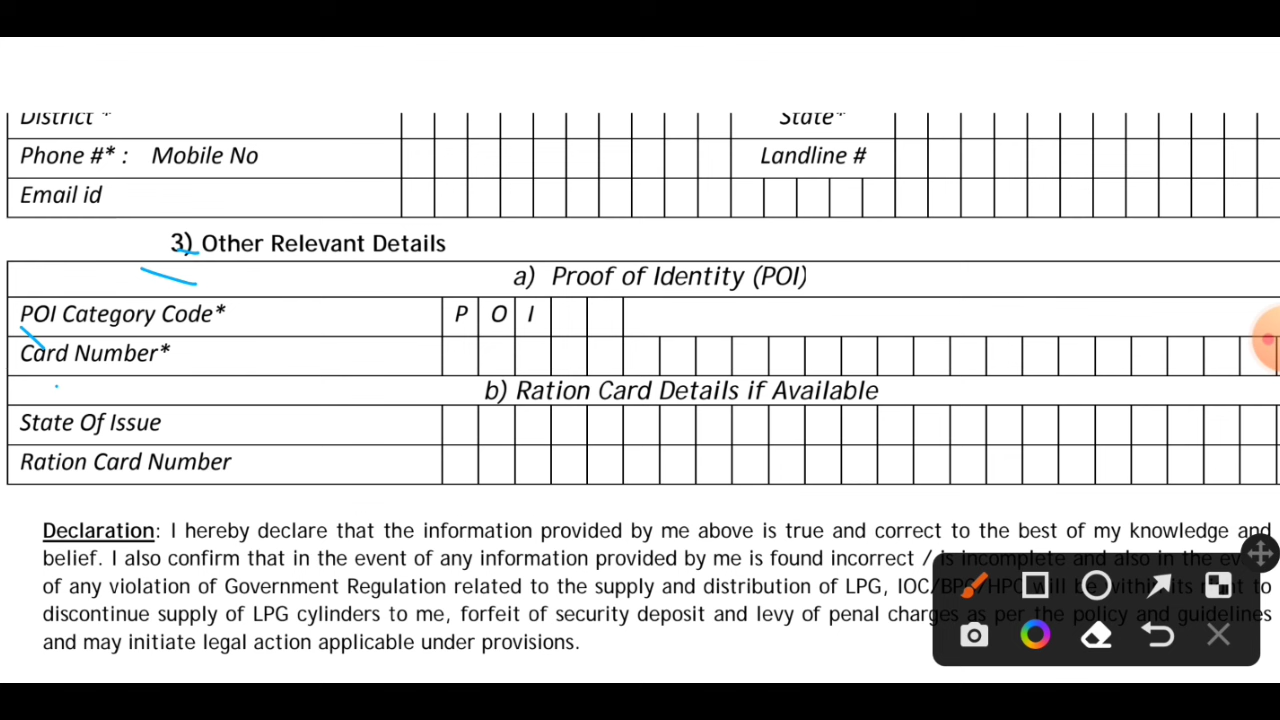 District * State*
Phone #* : Mobile No Landline #
Email id
3) Other Relevant Details
a) Proof of Identity (POI)
POI Category Code* P O I
Card Number*
b) Ration Card Details if Available
State Of Issue
Ration Card Number
Declaration: I hereby declare that the information provided by me above is true and correct to the best of my knowledge and
belief. I also confirm that in the event of any information provided by me is found incorrect / is incomplete and also in the
of any violation of Government Regulation related to the supply and distribution of LPG, IOC/BPC/HPC will be within its to
discontinue supply of LPG cylinders to me, forfeit of security deposit and levy of penal charges as per the policy and guidelines
and may initiate legal action applicable under provisions.